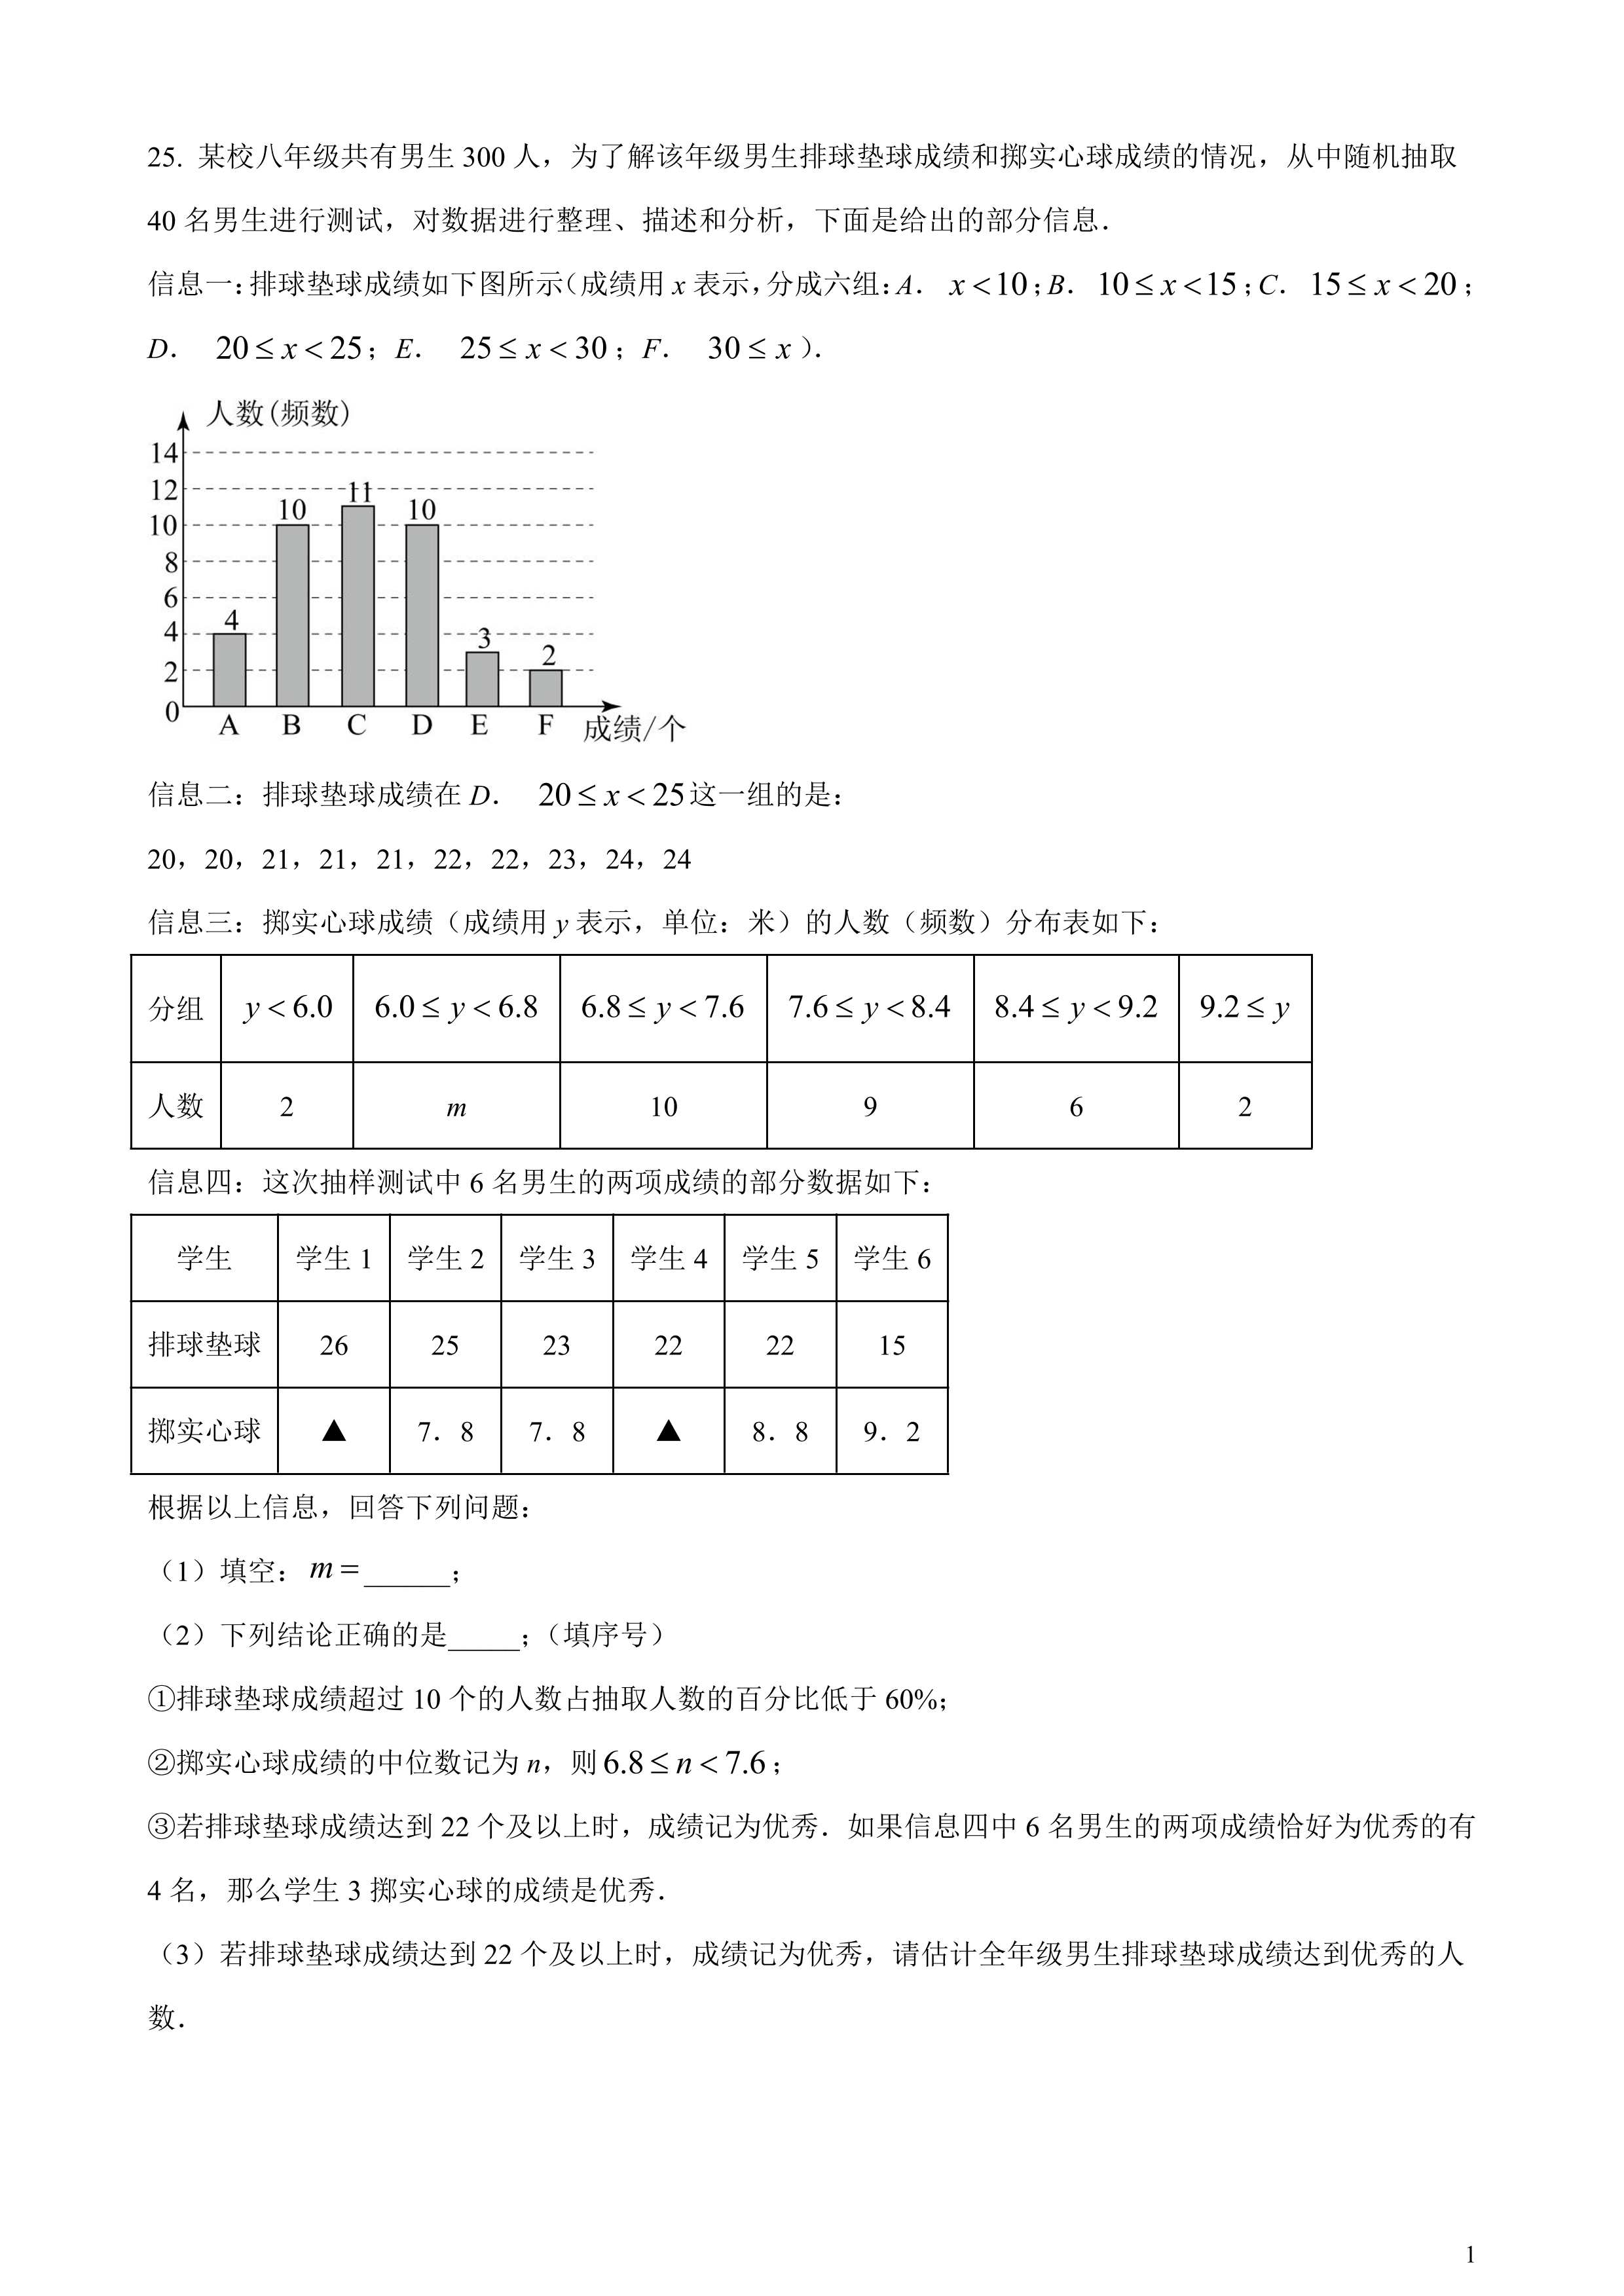 25. 某校八年级共有男生 300 人，为了解该年级男生排球垫球成绩和掷实心球成绩的情况，从中随机抽取
40 名男生进行测试，对数据进行整理、描述和分析，下面是给出的部分信息．
信息一：排球垫球成绩如下图所示（成绩用 x 表示，分成六组：A． x<10；B．10≤x<15；C．15≤x<20；
D． 20≤x<25；E． 25≤x<30；F． 30≤x）．
人数(频数)
14
12
10
8
6
4
2
0
4
10
11
10
3
2
A B C D E F 成绩/个
信息二：排球垫球成绩在 D． 20≤x<25这一组的是：
20，20，21，21，21，22，22，23，24，24
信息三：掷实心球成绩（成绩用 y 表示，单位：米）的人数（频数）分布表如下：
分组 y<6.0 6.0≤y<6.8 6.8≤y<7.6 7.6≤y<8.4 8.4≤y<9.2 9.2≤y
人数 2 m 10 9 6 2
信息四：这次抽样测试中 6 名男生的两项成绩的部分数据如下：
学生 学生 1 学生 2 学生 3 学生 4 学生 5 学生 6
排球垫球 26 25 23 22 22 15
掷实心球 ▲ 7．8 7．8 ▲ 8．8 9．2
根据以上信息，回答下列问题：
（1）填空：m=______；
（2）下列结论正确的是_____；（填序号）
①排球垫球成绩超过 10 个的人数占抽取人数的百分比低于 60%；
②掷实心球成绩的中位数记为 n，则6.8≤n<7.6；
③若排球垫球成绩达到 22 个及以上时，成绩记为优秀．如果信息四中 6 名男生的两项成绩恰好为优秀的有
4 名，那么学生 3 掷实心球的成绩是优秀．
（3）若排球垫球成绩达到 22 个及以上时，成绩记为优秀，请估计全年级男生排球垫球成绩达到优秀的人
数．
1